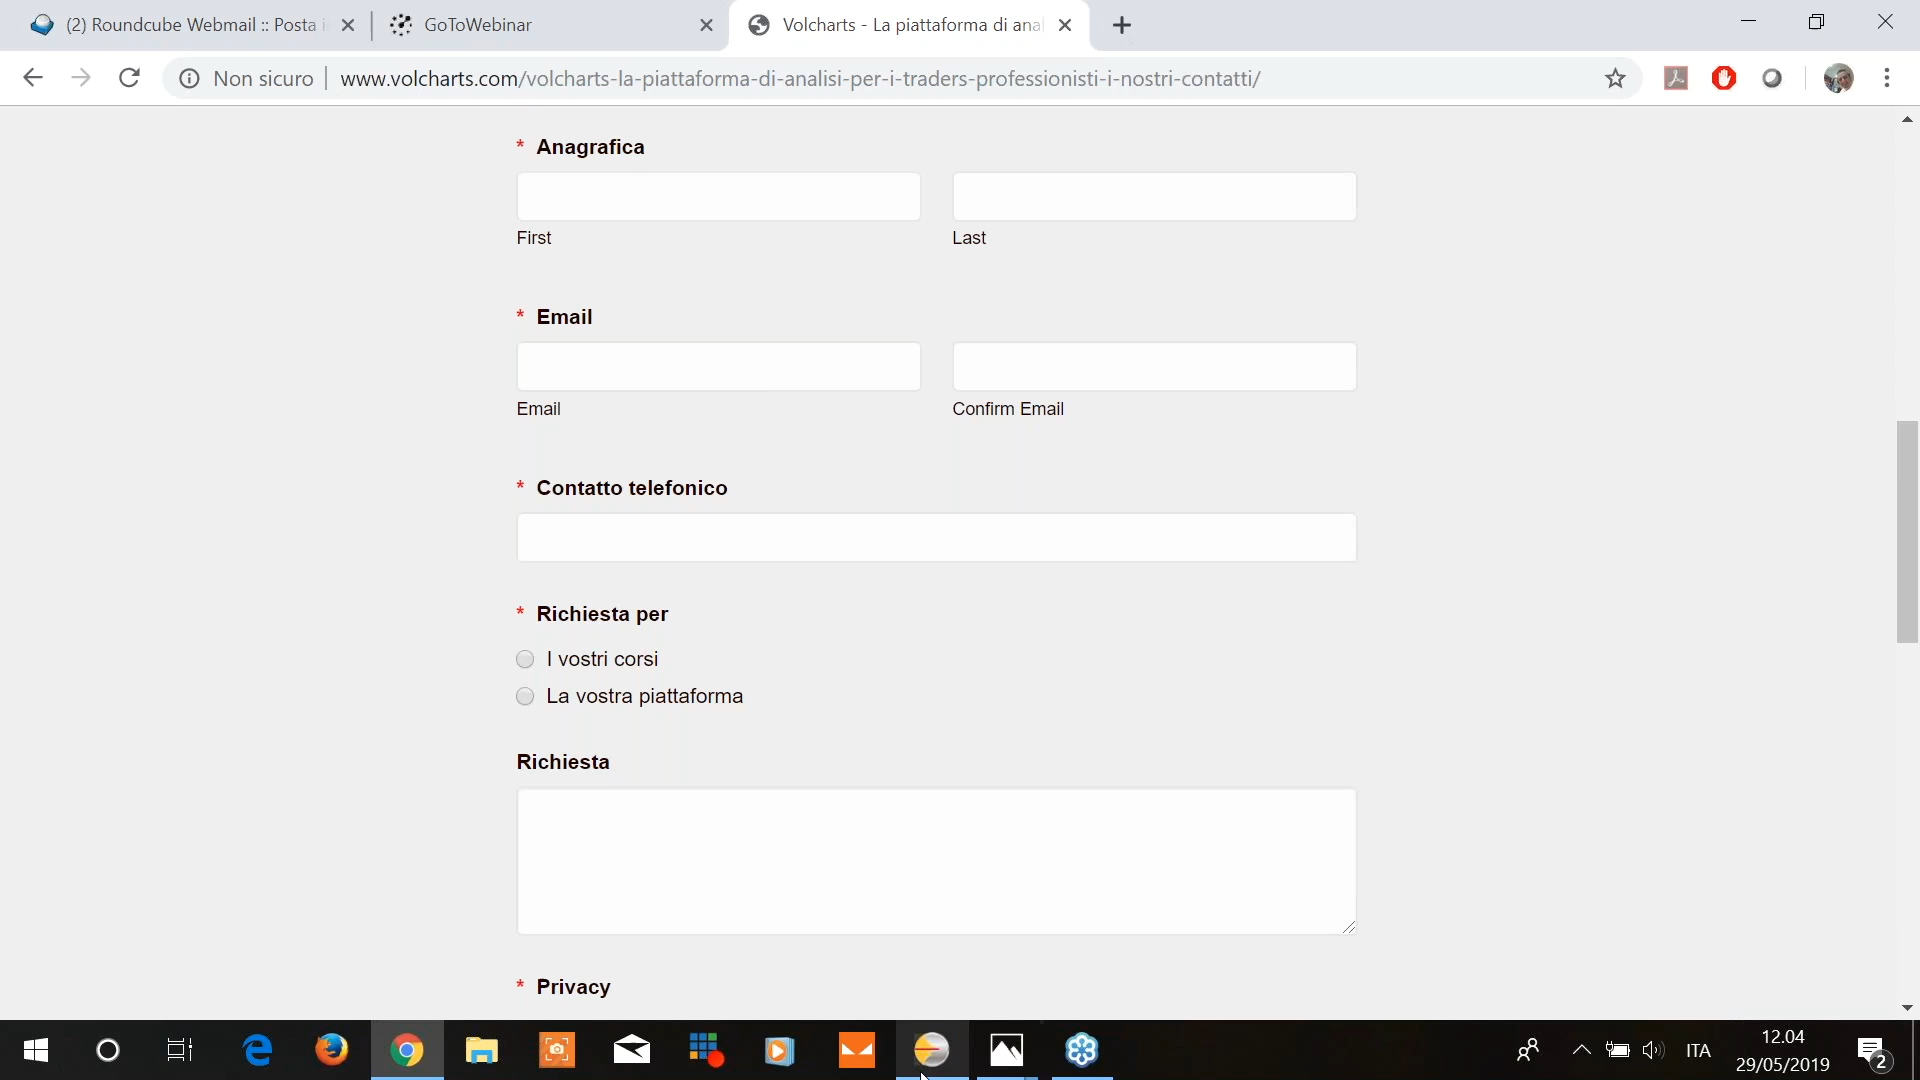 (2) Roundcube Webmail :: Posta i
GoToWebinar
Volcharts - La piattaforma di ana
Non sicuro
www.volcharts.com/volcharts-la-piattaforma-di-analisi-per-i-traders-professionisti-i-nostri-contatti/
* Anagrafica
First
Last
* Email
Email
Confirm Email
* Contatto telefonico
* Richiesta per
I vostri corsi
La vostra piattaforma
Richiesta
* Privacy
ITA
12.04
29/05/2019
2